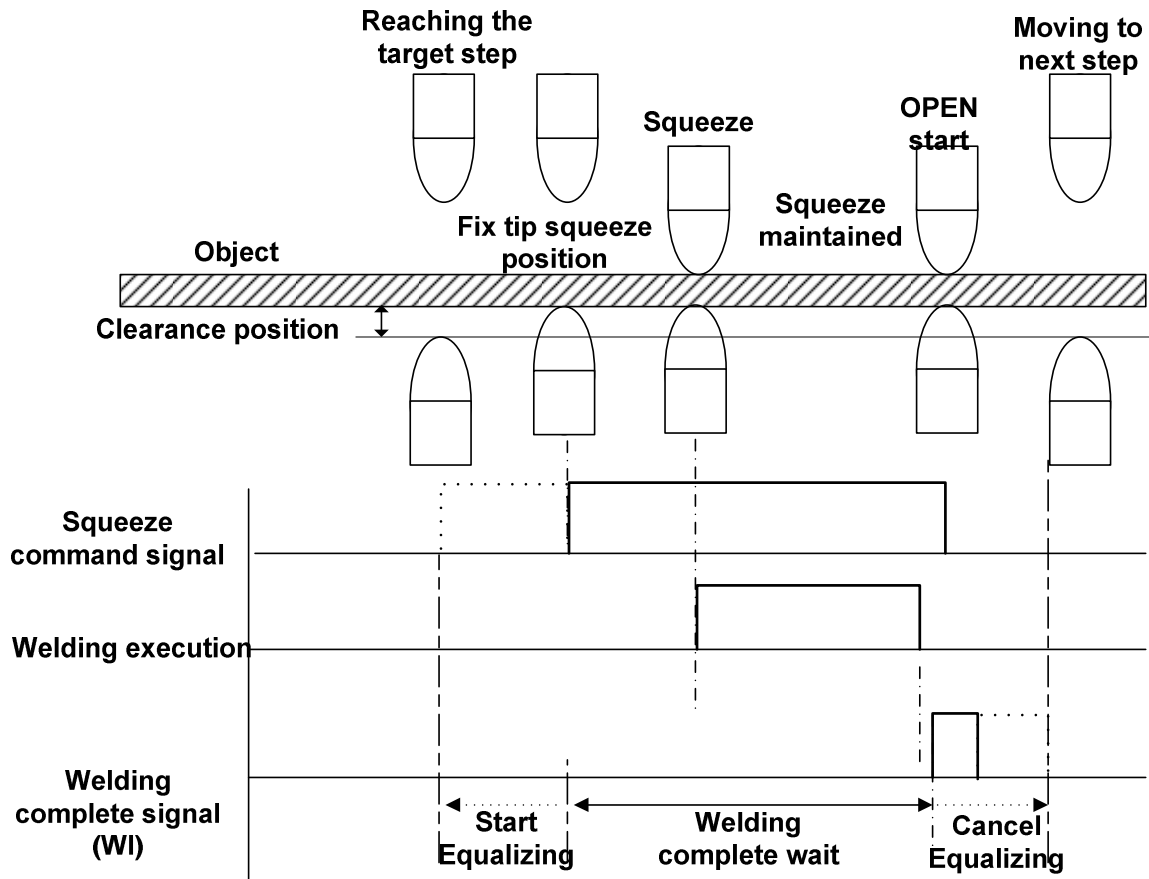 Reaching the
target step
Moving to
next step
Squeeze
OPEN
start
Squeeze
maintained
Fix tip squeeze
position
Object
Clearance position
Squeeze
command signal
Welding execution
Welding
complete signal
(WI)
Start
Equalizing
Welding
complete wait
Cancel
Equalizing